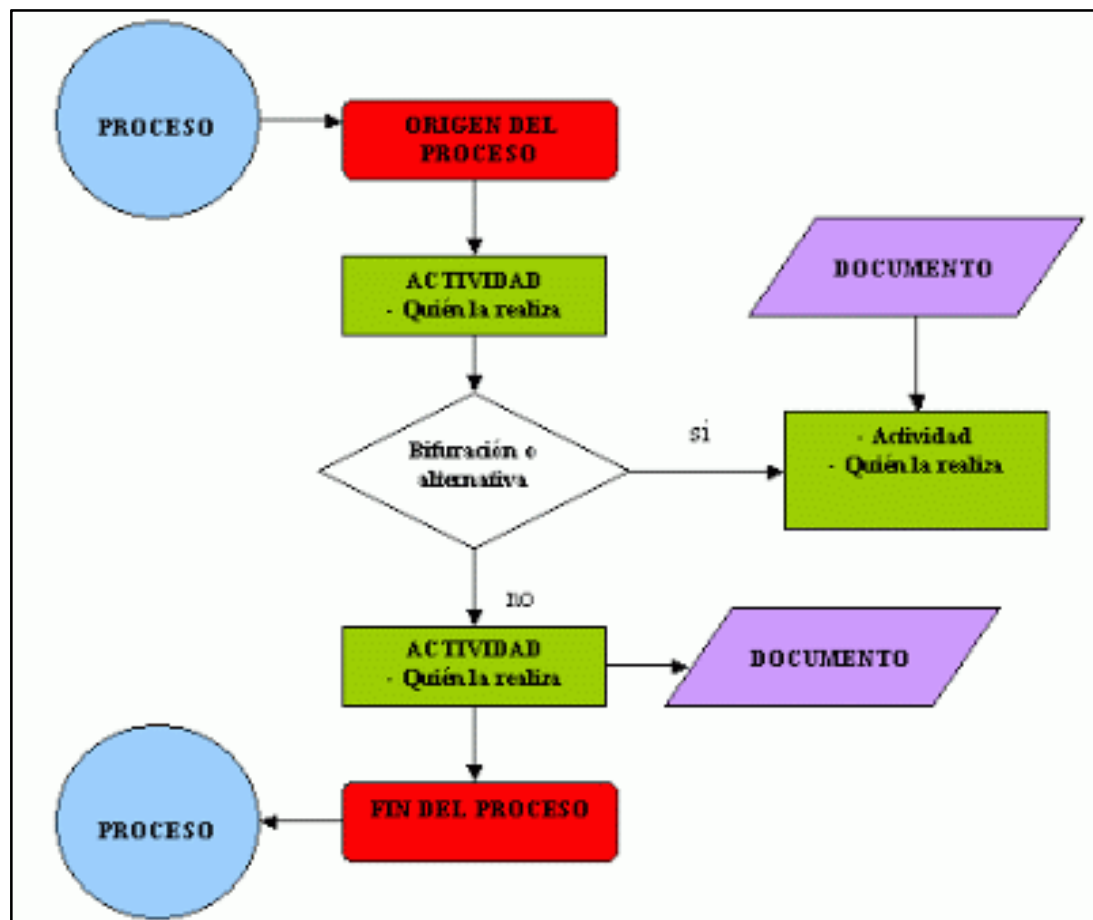 PROCESO
ORIGEN DEL
PROCESO
ACTIVIDAD
- Quién la realiza
DOCUMENTO
Bifuración o
alternativa
si
- Actividad
- Quién la realiza
no
ACTIVIDAD
- Quién la realiza
DOCUMENTO
FIN DEL PROCESO
PROCESO